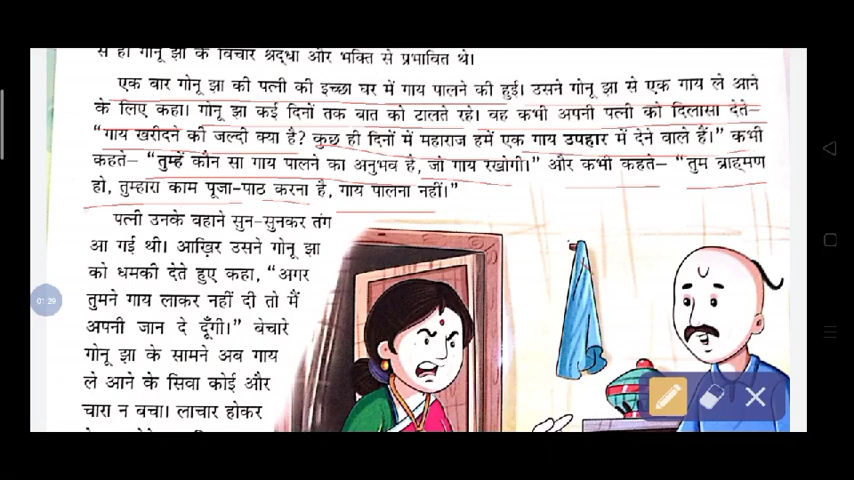 से ही गोनू झा के विचार श्रद्धा और भक्ति से प्रभावित थे।
एक बार गोनू झा की पत्नी की इच्छा घर में गाय पालने की हुई। उसने गोनू झा से एक गाय ले आने
के लिए कहा। गोनू झा कई दिनों तक बात को टालते रहे। वह कभी अपनी पत्नी को दिलासा देते–
“गाय खरीदने की जल्दी क्या है? कुछ ही दिनों में महाराज हमें एक गाय उपहार में देने वाले हैं।” कभी
कहते– “तुम्हें कौन सा गाय पालने का अनुभव है, जो गाय रखोगी।” और कभी कहते– “तुम ब्राह्मण
हो, तुम्हारा काम पूजा-पाठ करना है, गाय पालना नहीं।”
पत्नी उनके बहाने सुन-सुनकर तंग
आ गई थी। आख़िर उसने गोनू झा
को धमकी देते हुए कहा, “अगर
तुमने गाय लाकर नहीं दी तो मैं
अपनी जान दे दूँगी।” बेचारे
गोनू झा के सामने अब गाय
ले आने के सिवा कोई और
चारा न बचा। लाचार होकर
01:29